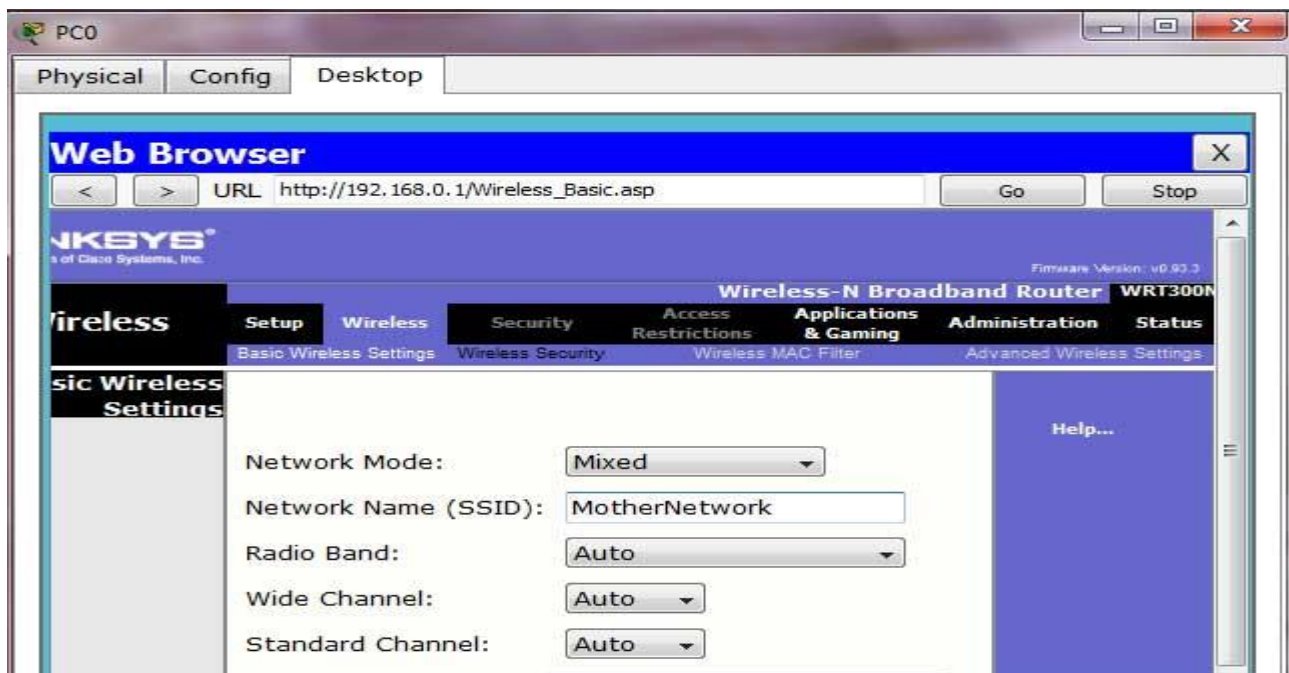 PC0
Physical Config Desktop
Web Browser X
< > URL http://192.168.0.1/Wireless_Basic.asp Go Stop
NKSYS®
s of Cisco Systems, Inc.
Firmware Version: v0.93.3
Wireless-N Broadband Router WRT300N
ireless Setup Wireless Security Access Restrictions Applications & Gaming Administration Status
Basic Wireless Settings Wireless Security Wireless MAC Filter Advanced Wireless Settings
sic Wireless
Settings
Help...
Network Mode: Mixed
Network Name (SSID): MotherNetwork
Radio Band: Auto
Wide Channel: Auto
Standard Channel: Auto